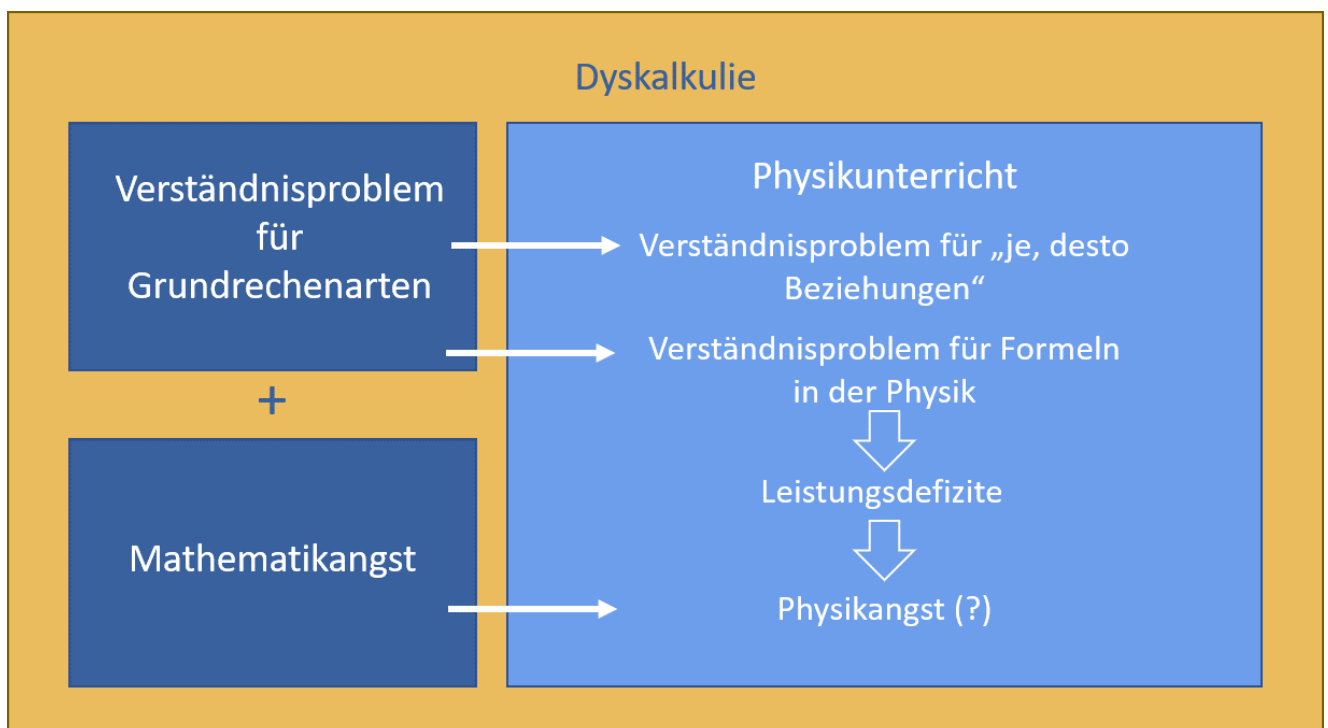 Dyskalkulie
Verständnisproblem
für
Grundrechenarten
+
Mathematikangst
Physikunterricht
Verständnisproblem für „je, desto
Beziehungen“
Verständnisproblem für Formeln
in der Physik
Leistungsdefizite
Physikangst (?)